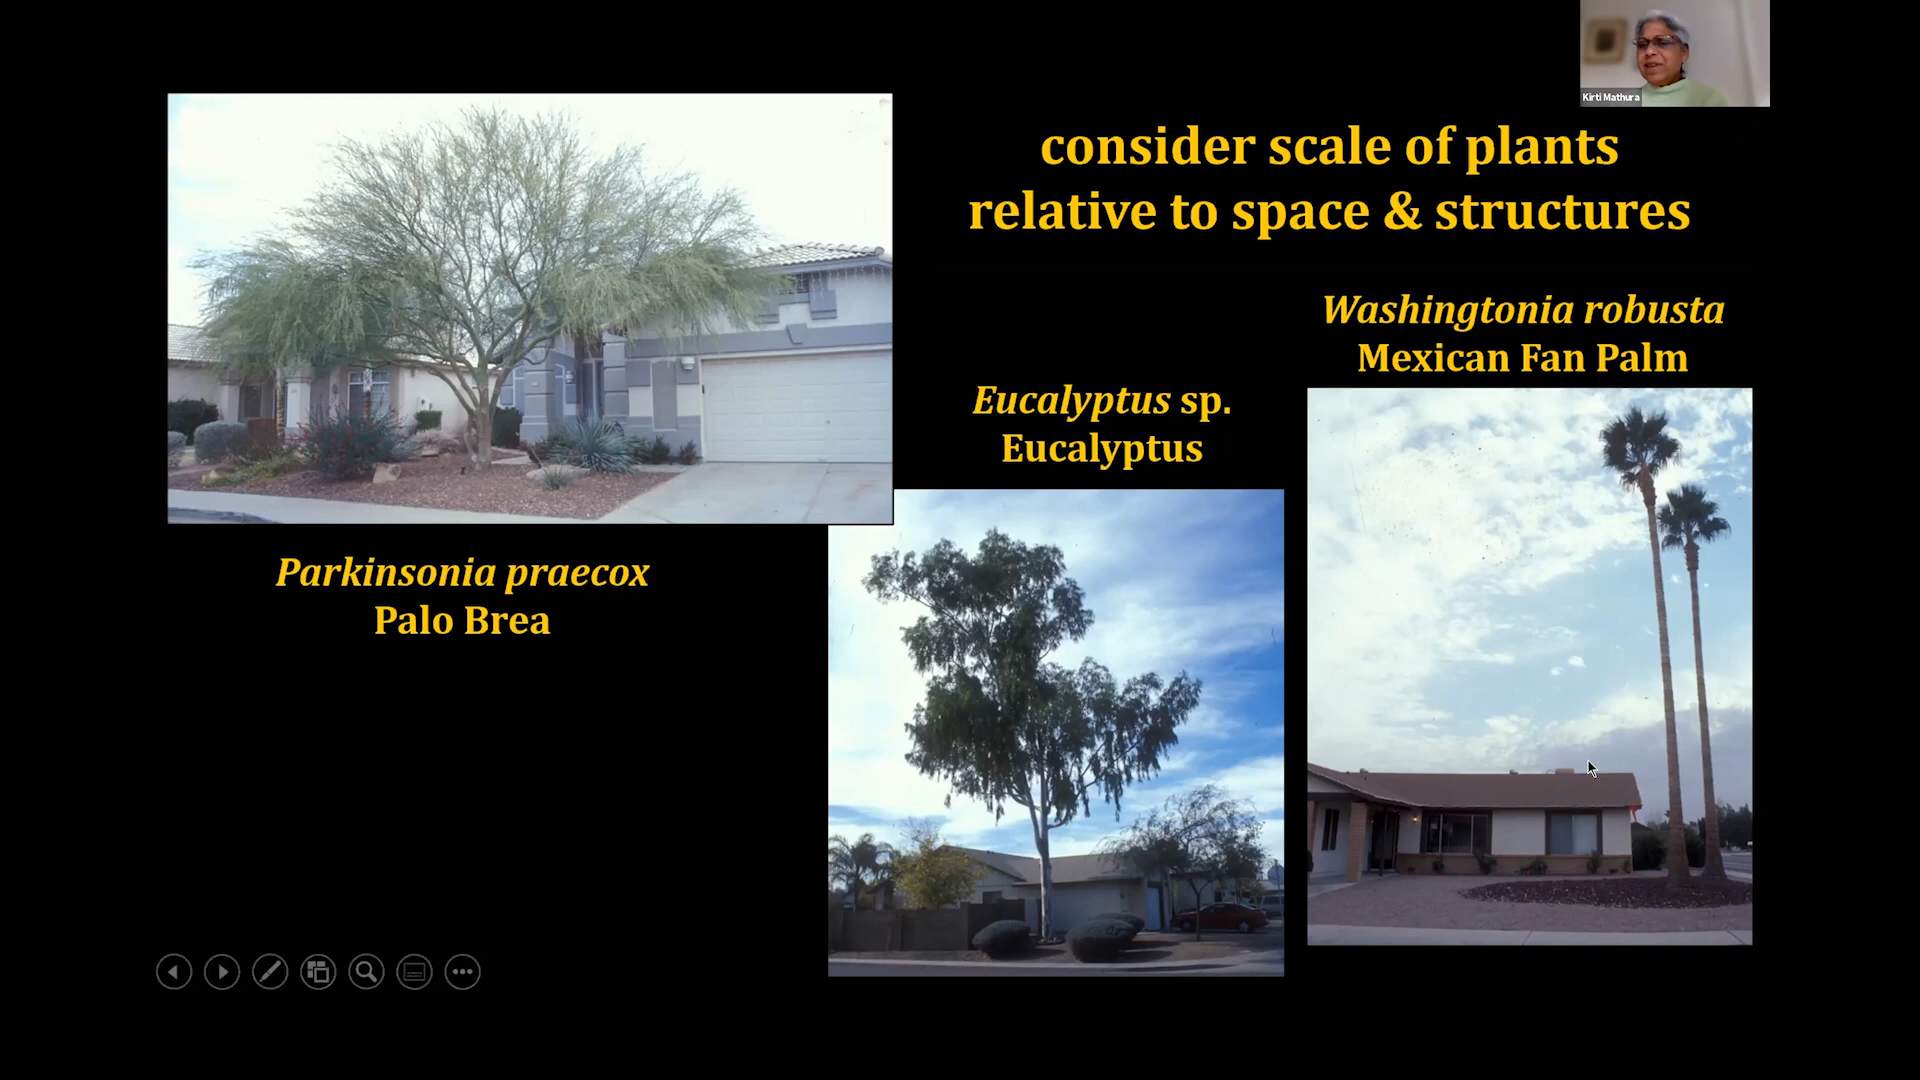 Kirti Mathura
consider scale of plants
relative to space & structures
Washingtonia robusta
Mexican Fan Palm
Eucalyptus sp.
Eucalyptus
Parkinsonia praecox
Palo Brea